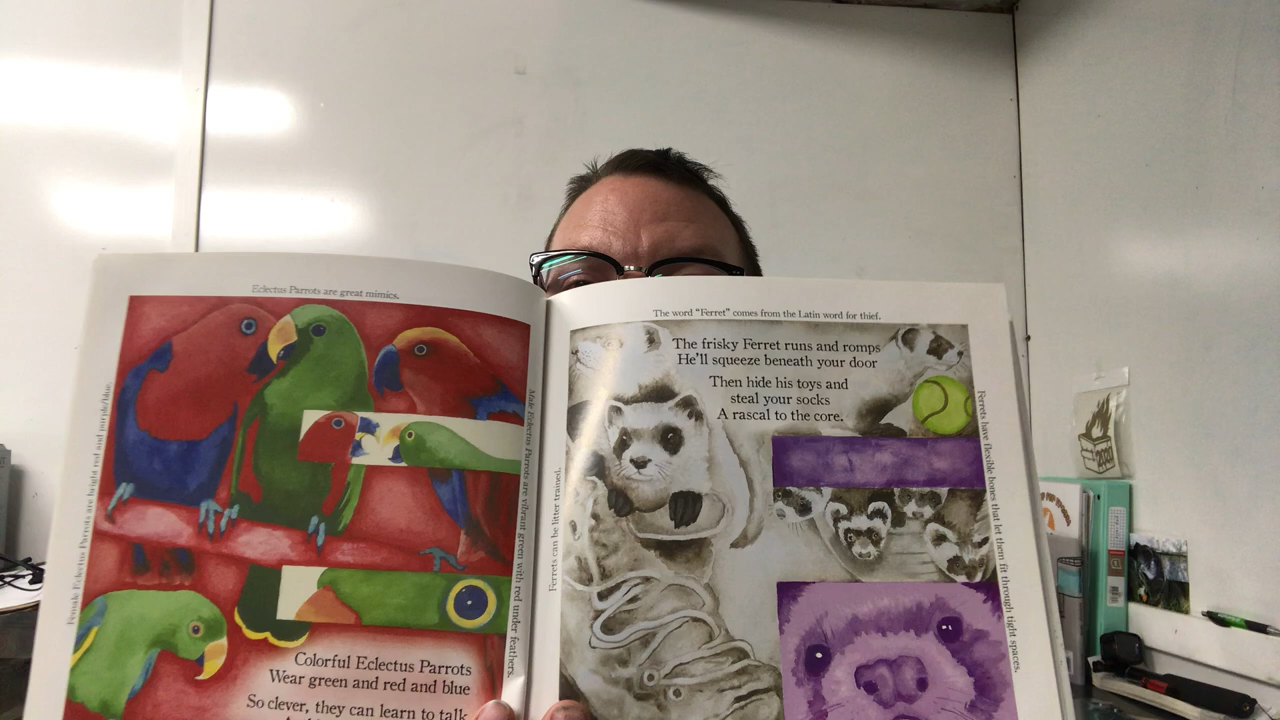 Eclectus Parrots are great mimics.
Female Eclectus Parrots are bright red and purple/blue.
Male Eclectus Parrots are vibrant green with red under feathers.
Colorful Eclectus Parrots
Wear green and red and blue
So clever, they can learn to talk
The word "Ferret" comes from the Latin word for thief.
Ferrets can be litter trained.
The frisky Ferret runs and romps
He'll squeeze beneath your door
Then hide his toys and
steal your socks
A rascal to the core.
Ferrets have flexible bones that let them fit through tight spaces.
2020